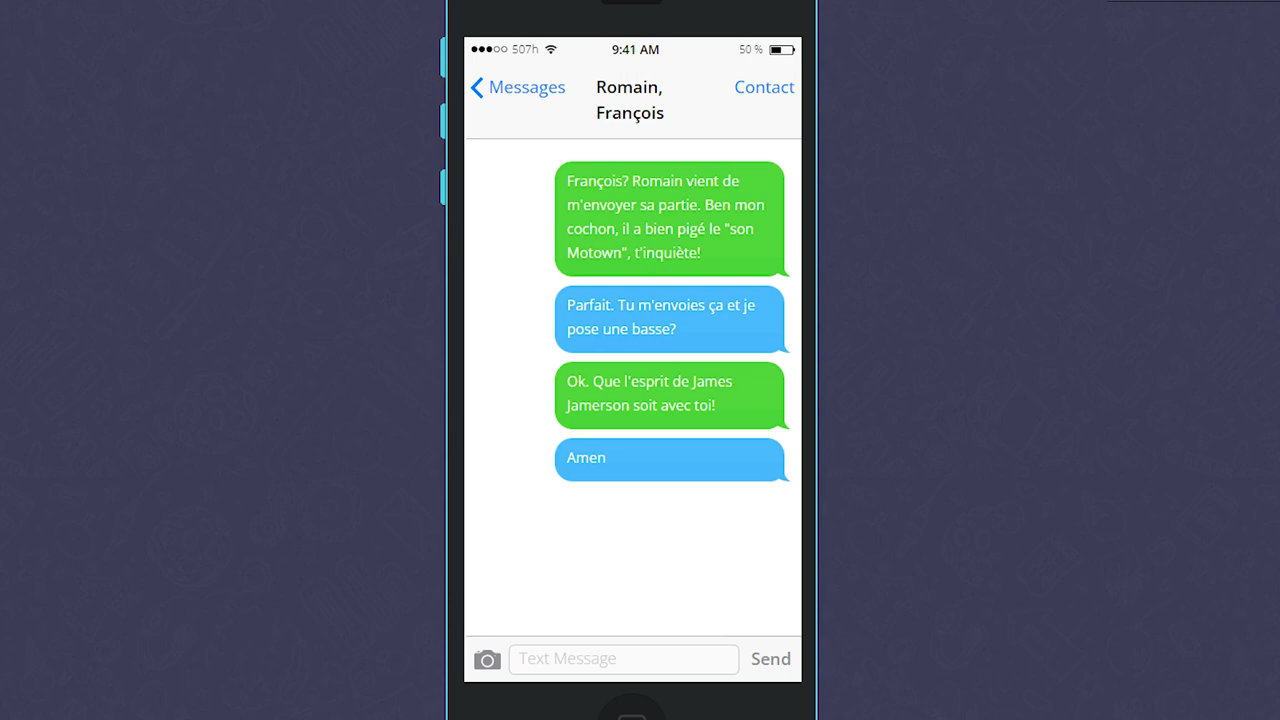 507h 9:41 AM 50 %
Messages Romain, Contact
François
François? Romain vient de
m'envoyer sa partie. Ben mon
cochon, il a bien pigé le "son
Motown", t'inquiète!
Parfait. Tu m'envoies ça et je
pose une basse?
Ok. Que l'esprit de James
Jamerson soit avec toi!
Amen
Text Message Send